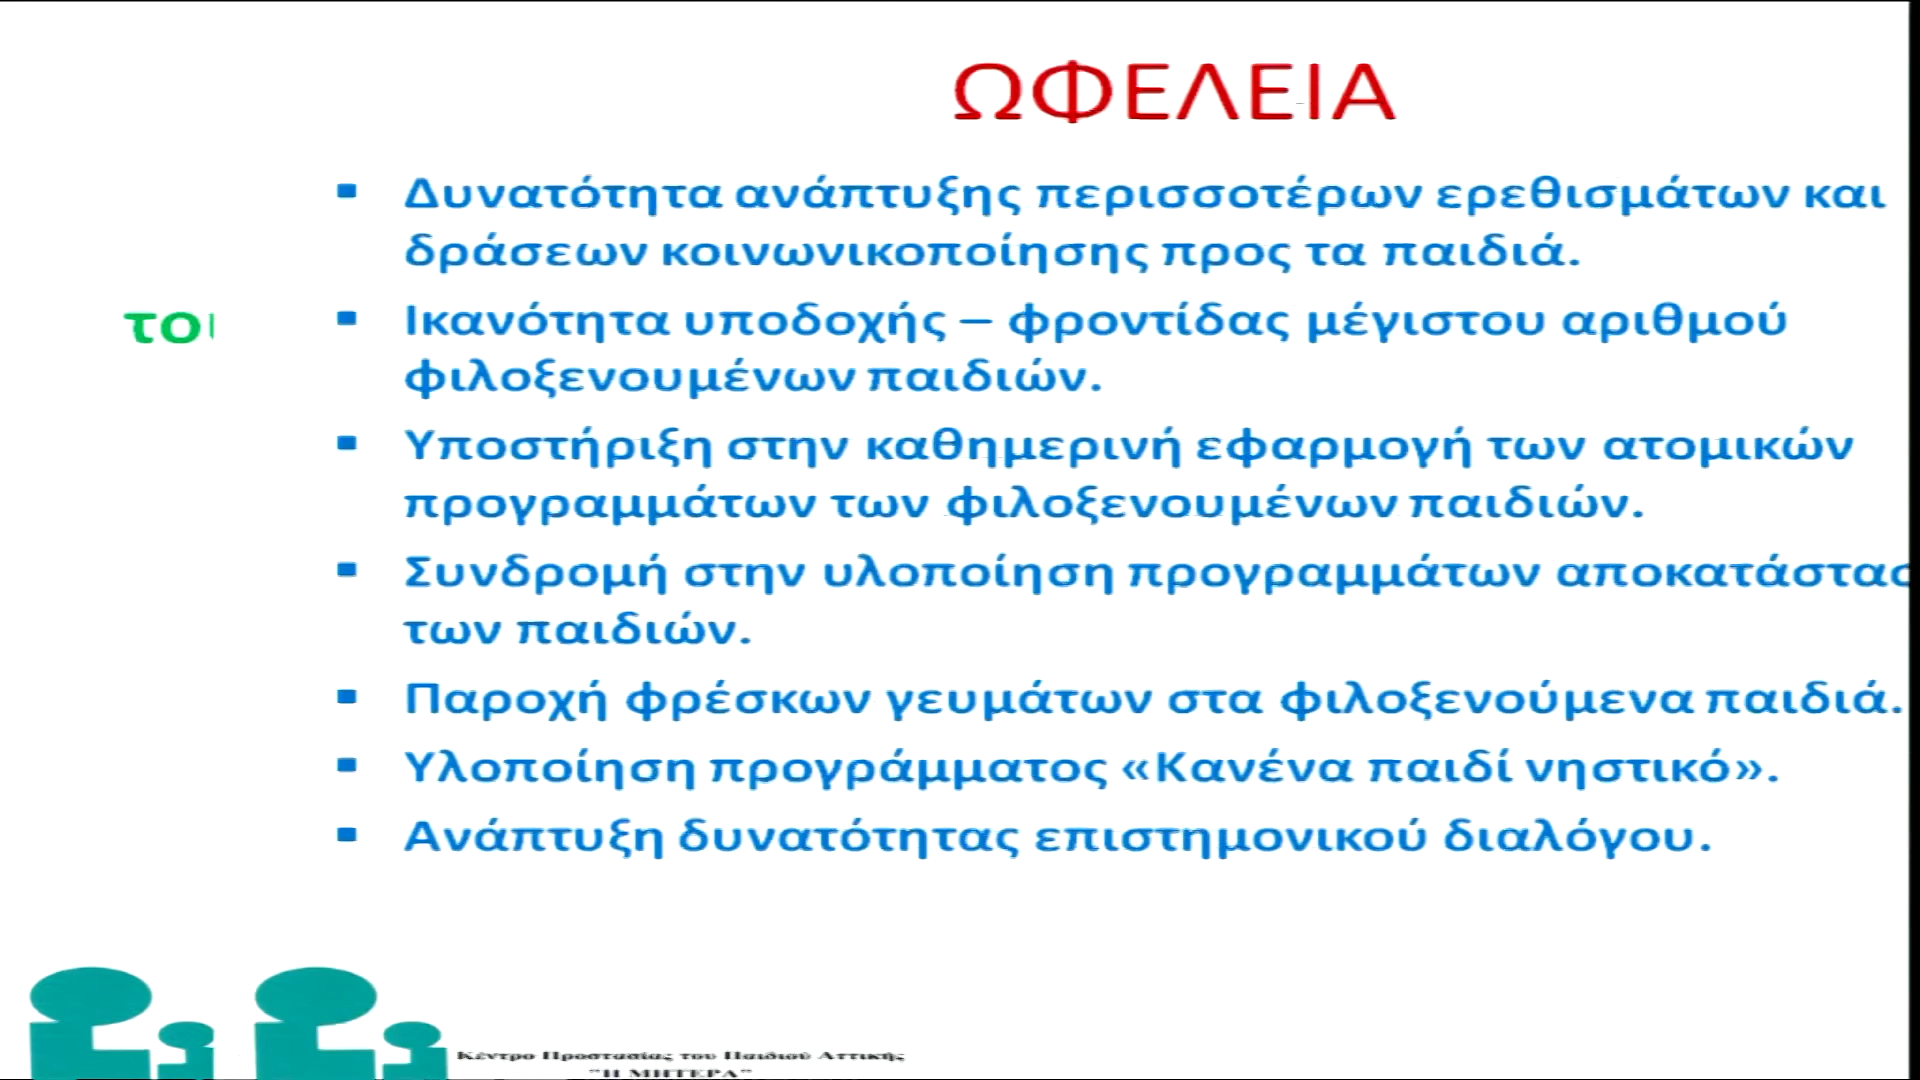 ΩΦΕΛΕΙΑ
▪ Δυνατότητα ανάπτυξης περισσοτέρων ερεθισμάτων και
δράσεων κοινωνικοποίησης προς τα παιδιά.
▪ Ικανότητα υποδοχής – φροντίδας μέγιστου αριθμού
φιλοξενουμένων παιδιών.
▪ Υποστήριξη στην καθημερινή εφαρμογή των ατομικών
προγραμμάτων των φιλοξενουμένων παιδιών.
▪ Συνδρομή στην υλοποίηση προγραμμάτων
των παιδιών.
▪ Παροχή φρέσκων γευμάτων στα φιλοξενούμενα παιδιά.
▪ Υλοποίηση προγράμματος «Κανένα παιδί νηστικό».
▪ Ανάπτυξη δυνατότητας επιστημονικού διαλόγου.
Κέντρο Προστασίας του Παιδιού Αττικής
"Η ΜΗΤΕΡΑ"